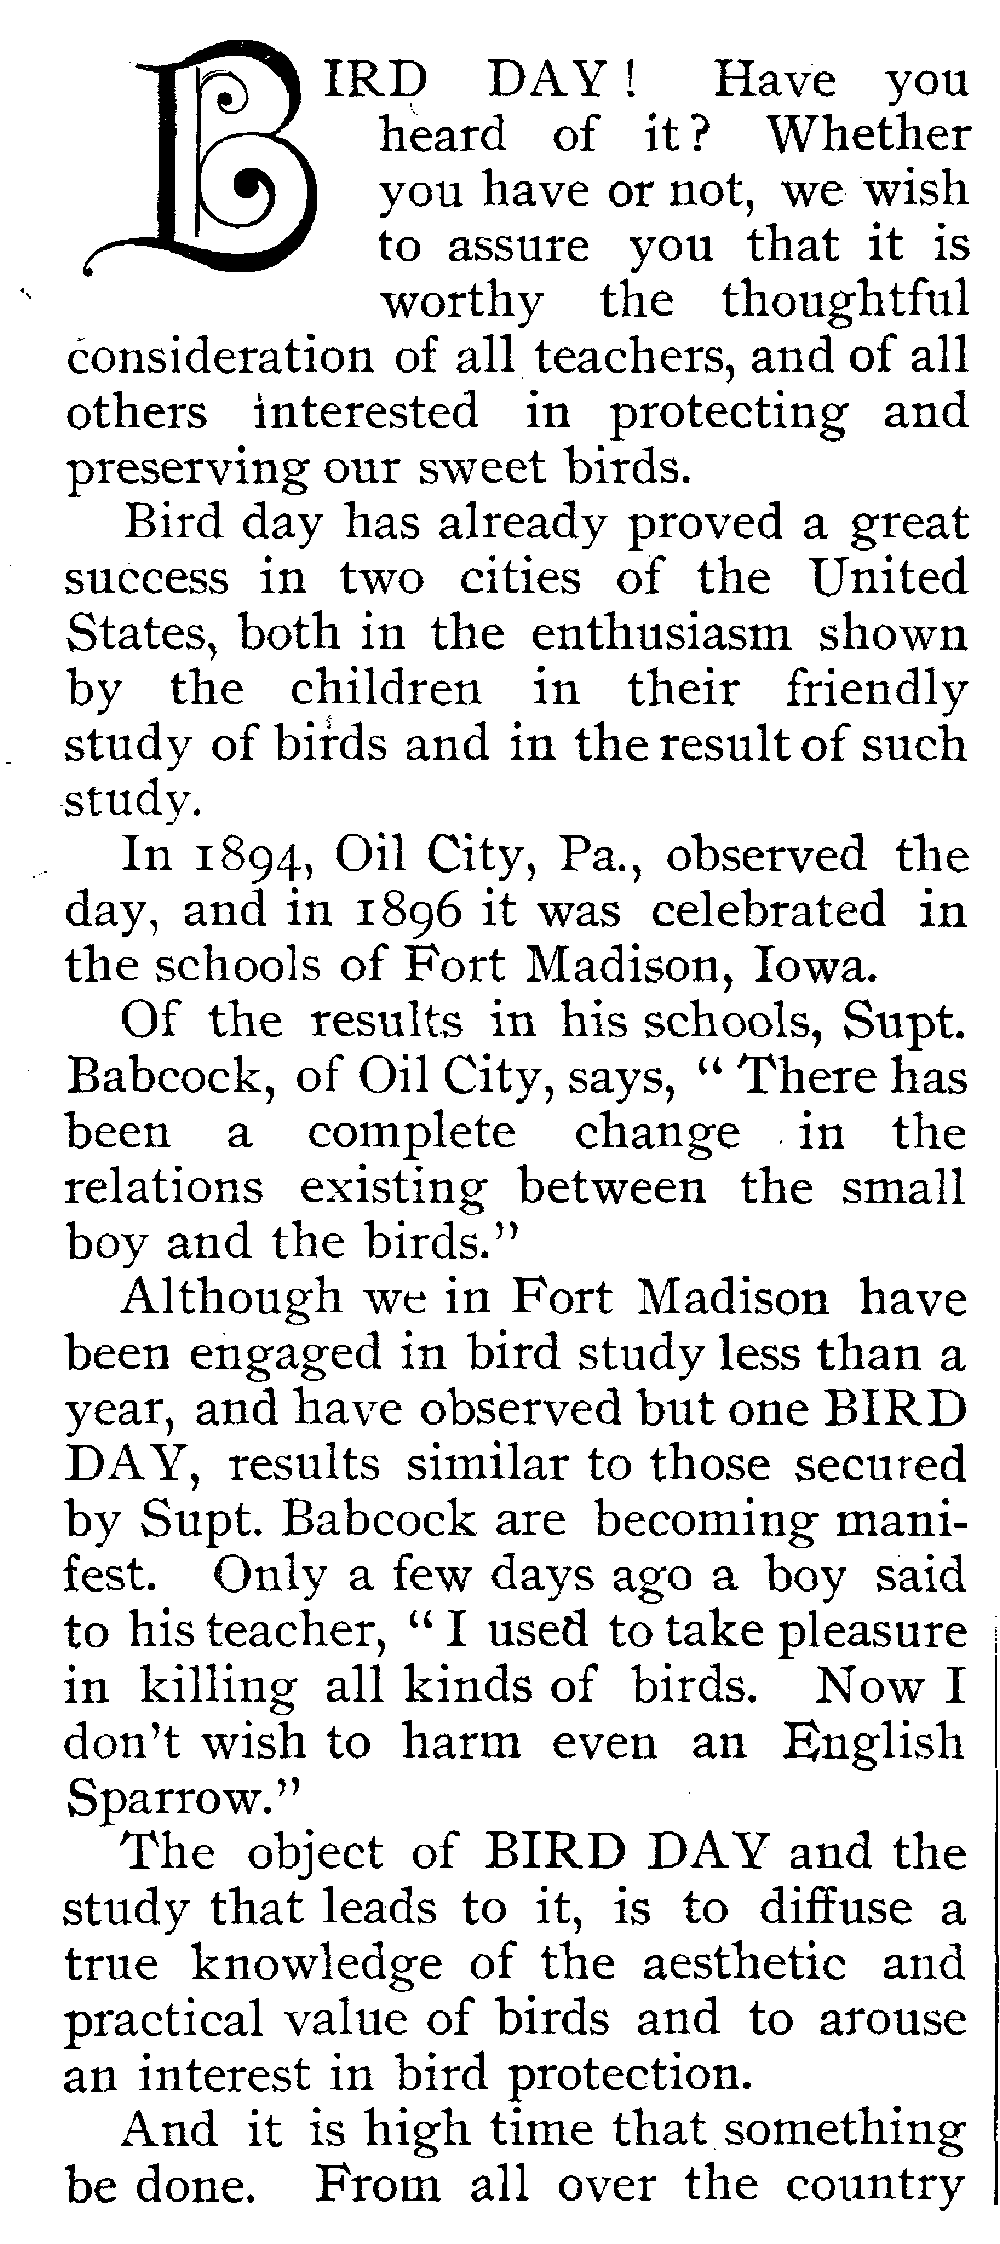 BIRD DAY! Have you
heard of it? Whether
you have or not, we wish
to assure you that it is
worthy the thoughtful
consideration of all teachers, and of all
others interested in protecting and
preserving our sweet birds.
Bird day has already proved a great
success in two cities of the United
States, both in the enthusiasm shown
by the children in their friendly
study of birds and in the result of such
study.
In 1894, Oil City, Pa., observed the
day, and in 1896 it was celebrated in
the schools of Fort Madison, Iowa.
Of the results in his schools, Supt.
Babcock, of Oil City, says, “There has
been a complete change in the
relations existing between the small
boy and the birds.”
Although we in Fort Madison have
been engaged in bird study less than a
year, and have observed but one BIRD
DAY, results similar to those secured
by Supt. Babcock are becoming mani-
fest. Only a few days ago a boy said
to his teacher, “I used to take pleasure
in killing all kinds of birds. Now I
don't wish to harm even an English
Sparrow.”
The object of BIRD DAY and the
study that leads to it, is to diffuse a
true knowledge of the aesthetic and
practical value of birds and to arouse
an interest in bird protection.
And it is high time that something
be done. From all over the country